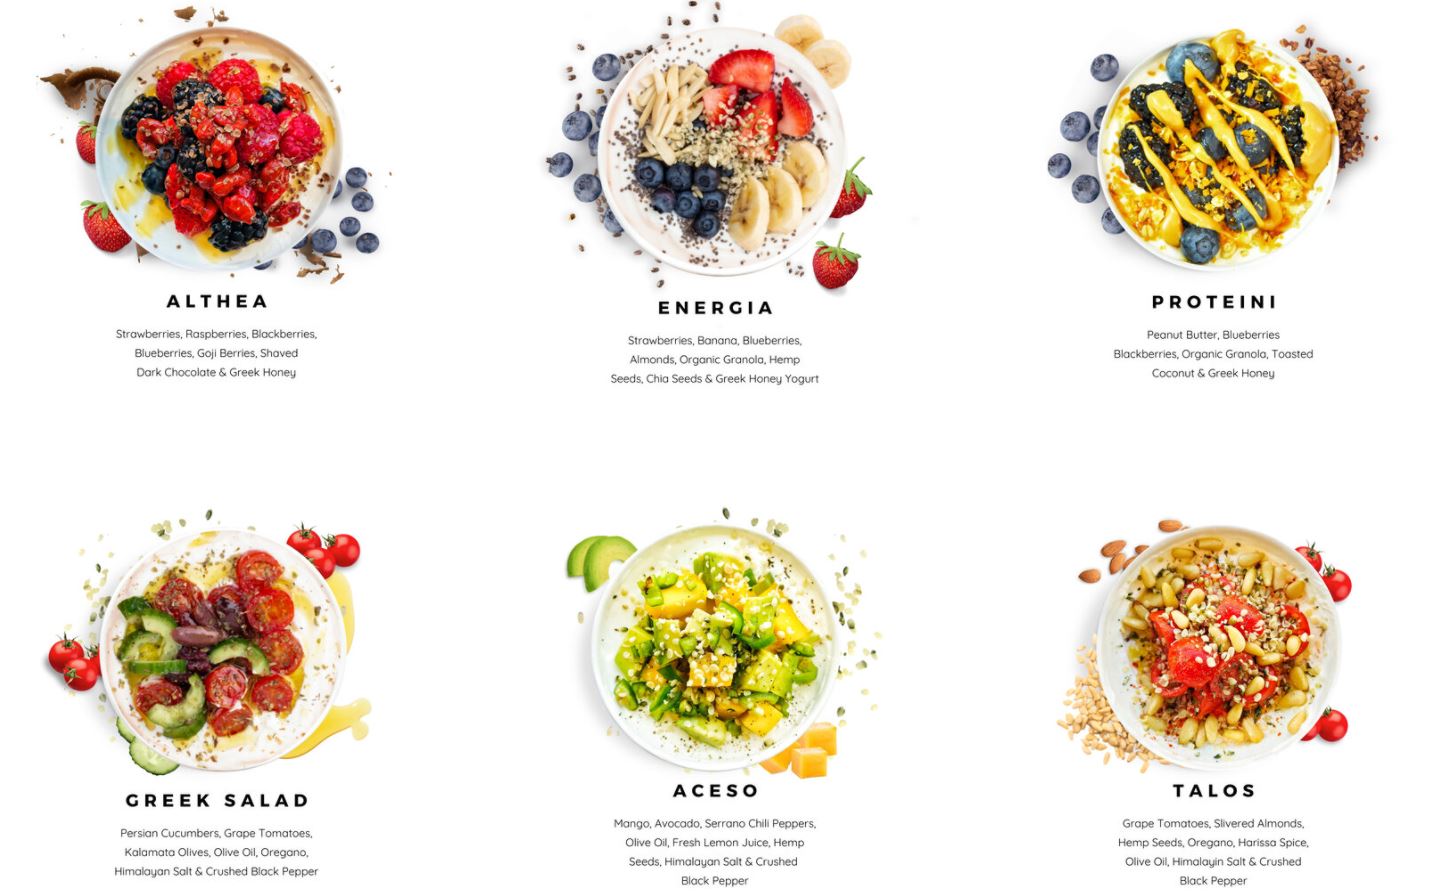 ALTHEA
Strawberries, Raspberries, Blackberries,
Blueberries, Goji Berries, Shaved
Dark Chocolate & Greek Honey
ENERGIA
Strawberries, Banana, Blueberries,
Almonds, Organic Granola, Hemp
Seeds, Chia Seeds & Greek Honey Yogurt
PROTEINI
Peanut Butter, Blueberries
Blackberries, Organic Granola, Toasted
Coconut & Greek Honey
GREEK SALAD
Persian Cucumbers, Grape Tomatoes,
Kalamata Olives, Olive Oil, Oregano,
Himalayan Salt & Crushed Black Pepper
ACESO
Mango, Avocado, Serrano Chili Peppers,
Olive Oil, Fresh Lemon Juice, Hemp
Seeds, Himalayan Salt & Crushed
Black Pepper
TALOS
Grape Tomatoes, Slivered Almonds,
Hemp Seeds, Oregano, Harissa Spice,
Olive Oil, Himalayin Salt & Crushed
Black Pepper